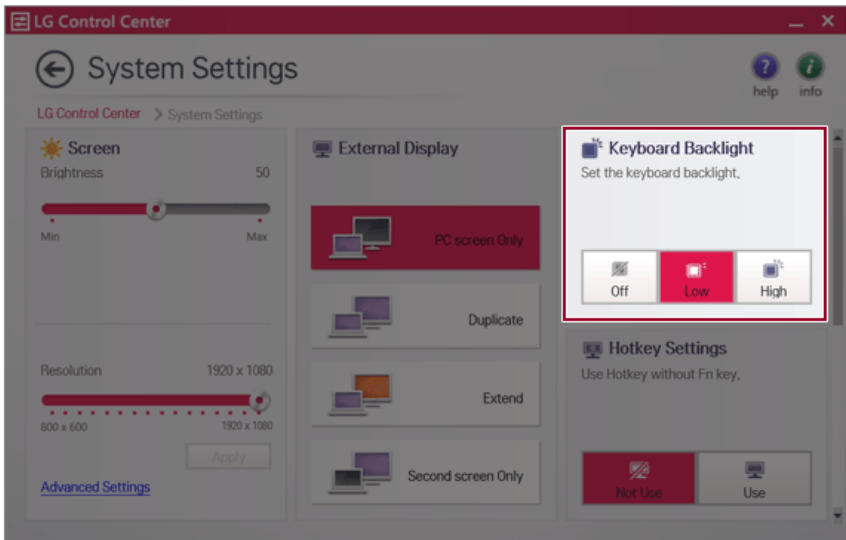 LG Control Center
System Settings
help
info
LG Control Center > System Settings
Screen
Brightness 50
Min Max
Resolution 1920 x 1080
800 x 600 1920 x 1080
Apply
Advanced Settings
External Display
PC screen Only
Duplicate
Extend
Second screen Only
Keyboard Backlight
Set the keyboard backlight.
Off Low High
Hotkey Settings
Use Hotkey without Fn key.
Not Use Use